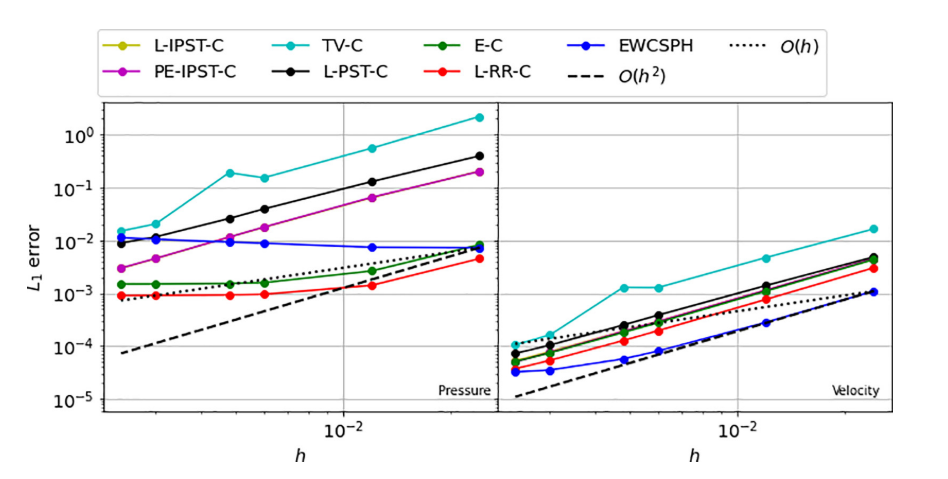 L-IPST-C TV-C E-C EWCSPH O(h)
PE-IPST-C L-PST-C L-RR-C O(h²)
L₁ error
10⁰
10⁻¹
10⁻²
10⁻³
10⁻⁴
10⁻⁵
Pressure
Velocity
10⁻²
10⁻²
h
h